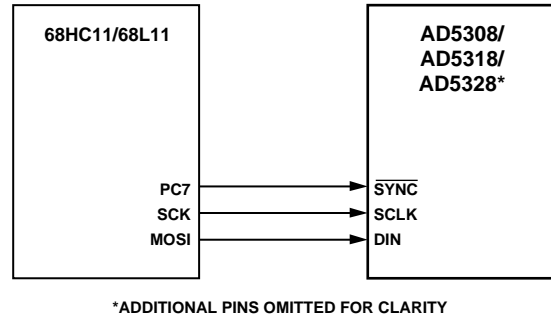 68HC11/68L11
AD5308/
AD5318/
AD5328*
PC7
SCK
MOSI
SYNC
SCLK
DIN
*ADDITIONAL PINS OMITTED FOR CLARITY